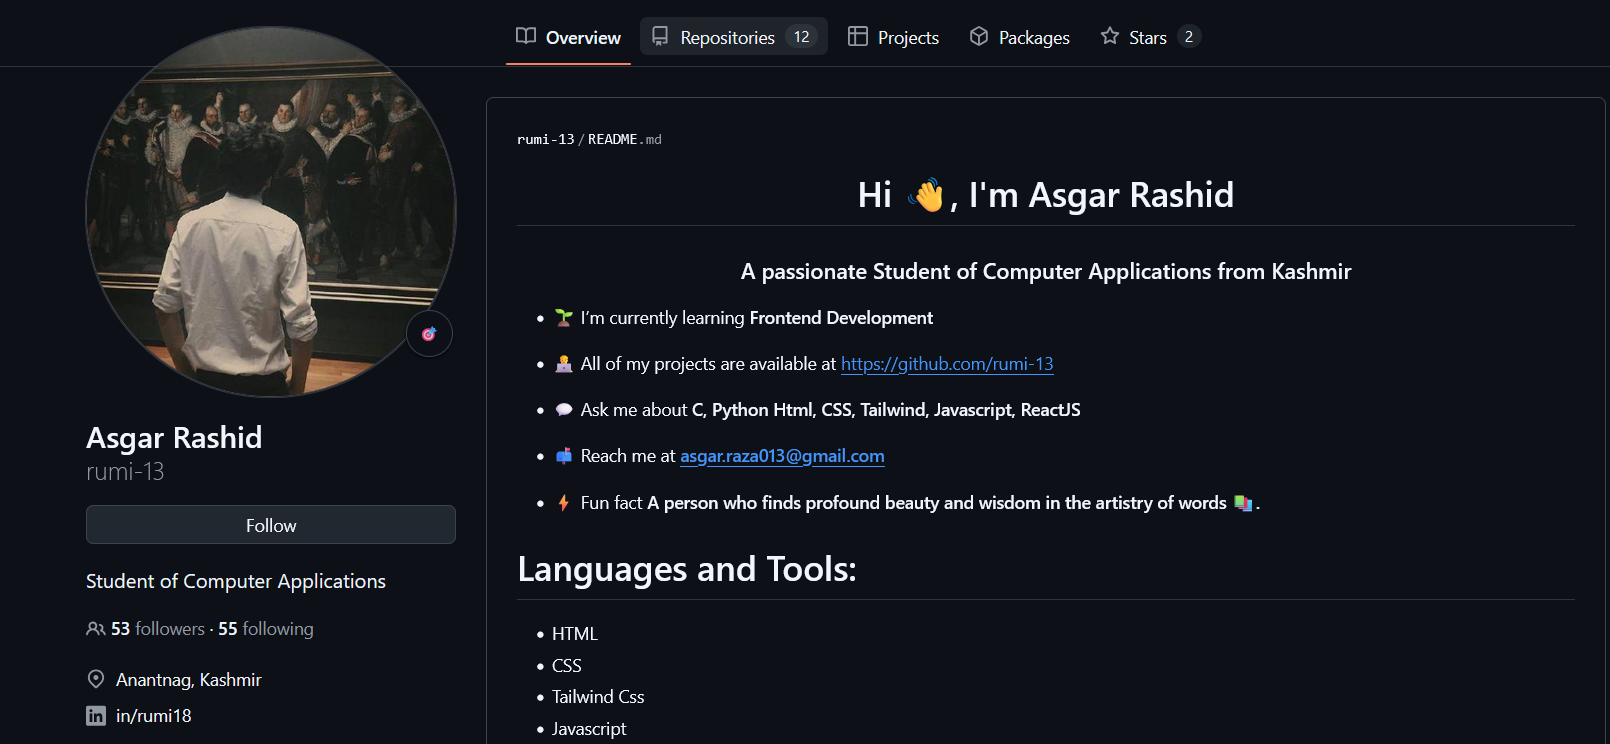 Overview
Repositories 12
Projects
Packages
Stars 2
Asgar Rashid
rumi-13
Follow
Student of Computer Applications
53 followers · 55 following
Anantnag, Kashmir
in/rumi18
rumi-13/README.md
Hi 👋, I'm Asgar Rashid
A passionate Student of Computer Applications from Kashmir
• 🌱 I’m currently learning Frontend Development
• 👨‍💻 All of my projects are available at https://github.com/rumi-13
• 💬 Ask me about C, Python Html, CSS, Tailwind, Javascript, ReactJS
• 📫 Reach me at asgar.raza013@gmail.com
• ⚡ Fun fact A person who finds profound beauty and wisdom in the artistry of words 📚.
Languages and Tools:
• HTML
• CSS
• Tailwind Css
• Javascript